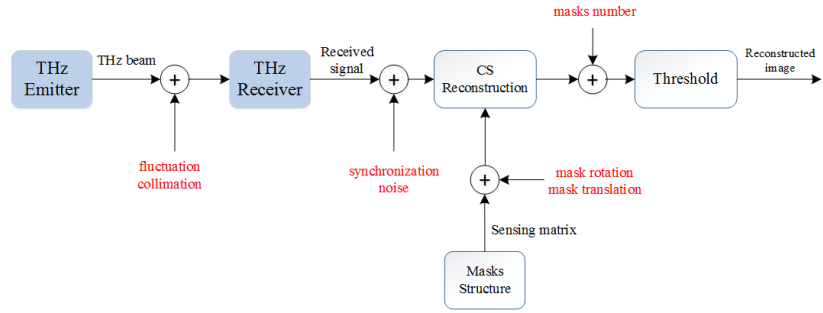 masks number
THz
Emitter
THz beam
+
THz
Receiver
Received
signal
+
CS
Reconstruction
+
Threshold
Reconstructed
image
fluctuation
collimation
synchronization
noise
+
mask rotation
mask translation
Sensing matrix
Masks
Structure